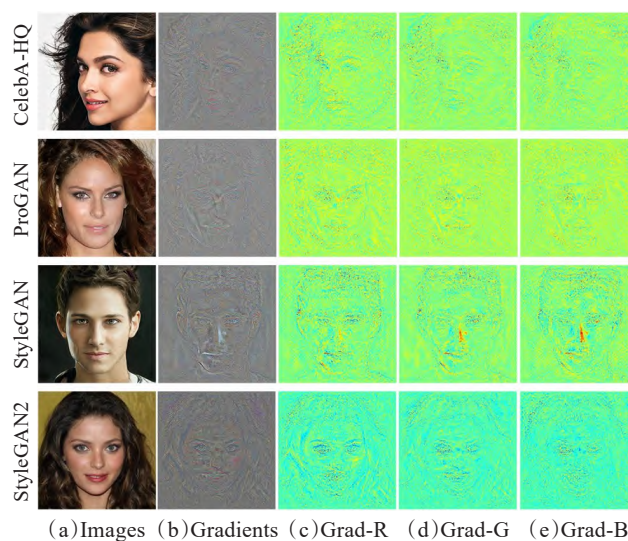 CelebA-HQ
ProGAN
StyleGAN
StyleGAN2
(a)Images (b)Gradients (c)Grad-R (d)Grad-G (e)Grad-B